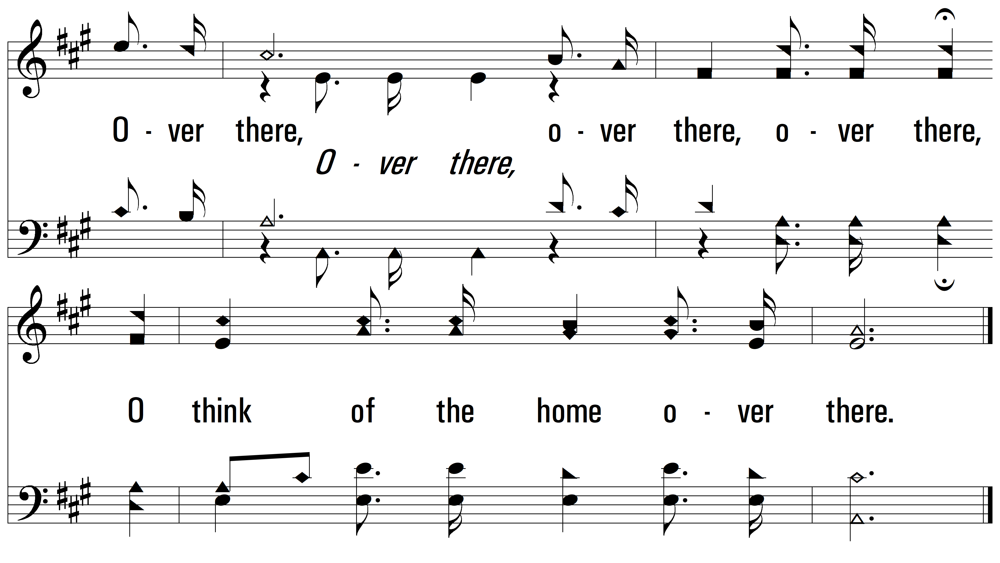 O - ver there, o - ver there, o - ver there,
O - ver there,
O think of the home o - ver there.